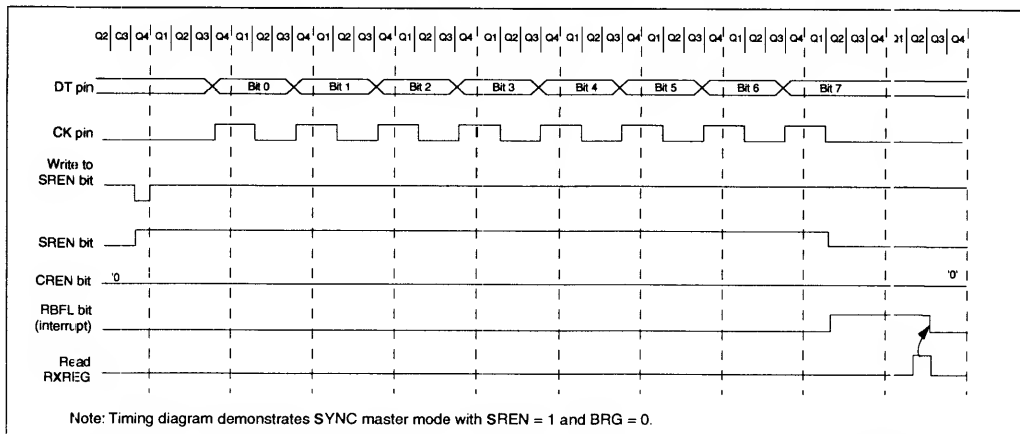 Q2 Q3 Q4 Q1 Q2 Q3 Q4 Q1 Q2 Q3 Q4 Q1 Q2 Q3 Q4 Q1 Q2 Q3 Q4 Q1 Q2 Q3 Q4 Q1 Q2 Q3 Q4 Q1 Q2 Q3 Q4 Q1 Q2 Q3 Q4 Q1 Q2 Q3 Q4 Q1 Q2 Q3 Q4
DT pin Bit 0 Bit 1 Bit 2 Bit 3 Bit 4 Bit 5 Bit 6 Bit 7
CK pin
Write to
SREN bit
SREN bit
CREN bit '0 '0'
RBFL bit
(interrupt)
Read
RXREG
Note: Timing diagram demonstrates SYNC master mode with SREN = 1 and BRG = 0.